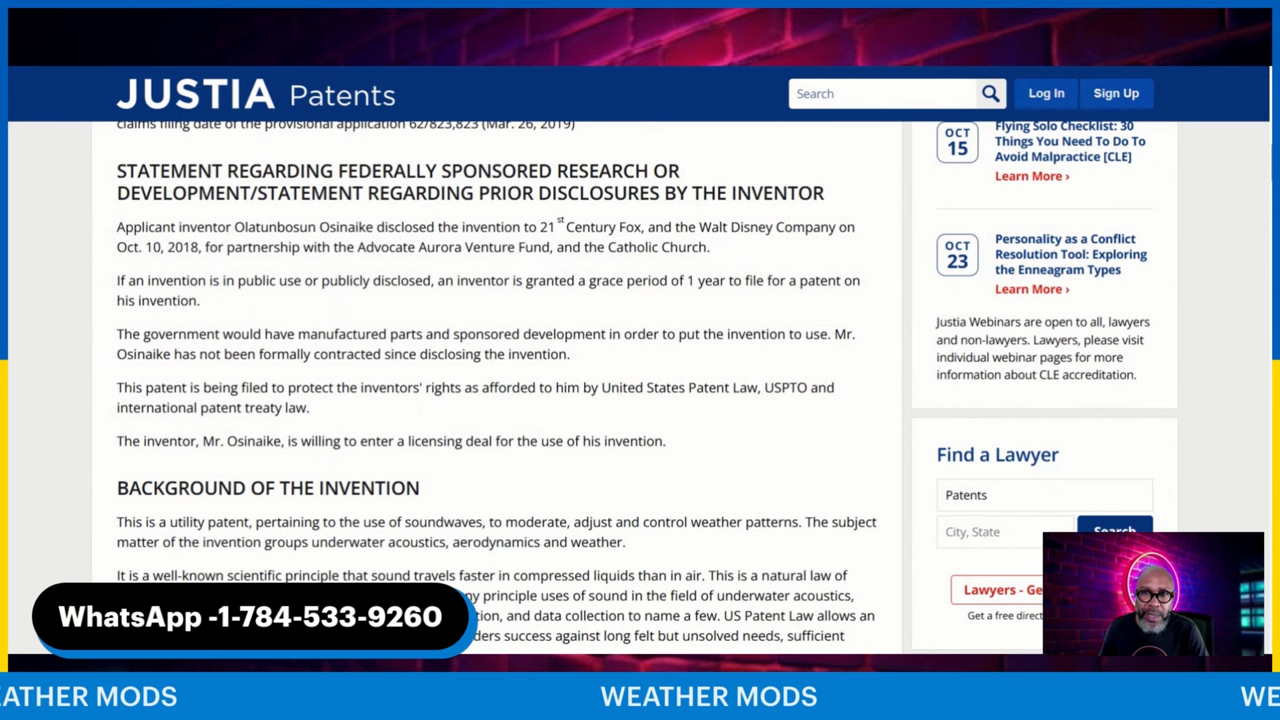 JUSTIA Patents
Search
Log In
Sign Up
claims filing date of the provisional application 62/823,823 (Mar. 26, 2019)
STATEMENT REGARDING FEDERALLY SPONSORED RESEARCH OR
DEVELOPMENT/STATEMENT REGARDING PRIOR DISCLOSURES BY THE INVENTOR
Applicant inventor Olatunbosun Osinaike disclosed the invention to 21st Century Fox, and the Walt Disney Company on
Oct. 10, 2018, for partnership with the Advocate Aurora Venture Fund, and the Catholic Church.
If an invention is in public use or publicly disclosed, an inventor is granted a grace period of 1 year to file for a patent on
his invention.
The government would have manufactured parts and sponsored development in order to put the invention to use. Mr.
Osinaike has not been formally contracted since disclosing the invention.
This patent is being filed to protect the inventors' rights as afforded to him by United States Patent Law, USPTO and
international patent treaty law.
The inventor, Mr. Osinaike, is willing to enter a licensing deal for the use of his invention.
BACKGROUND OF THE INVENTION
This is a utility patent, pertaining to the use of soundwaves, to moderate, adjust and control weather patterns. The subject
matter of the invention groups underwater acoustics, aerodynamics and weather.
It is a well-known scientific principle that sound travels faster in compressed liquids than in air. This is a natural law of
principle uses of sound in the field of underwater acoustics,
and data collection to name a few. US Patent Law allows an
success against long felt but unsolved needs, sufficient
OCT
15
Flying Solo Checklist: 30
Things You Need To Do To
Avoid Malpractice [CLE]
Learn More ›
OCT
23
Personality as a Conflict
Resolution Tool: Exploring
the Enneagram Types
Learn More ›
Justia Webinars are open to all, lawyers
and non-lawyers. Lawyers, please visit
individual webinar pages for more
information about CLE accreditation.
Find a Lawyer
Patents
City, State
Search
Lawyers - Ge
Get a free direct
WhatsApp -1-784-533-9260
EATHER MODS
WEATHER MODS
WE